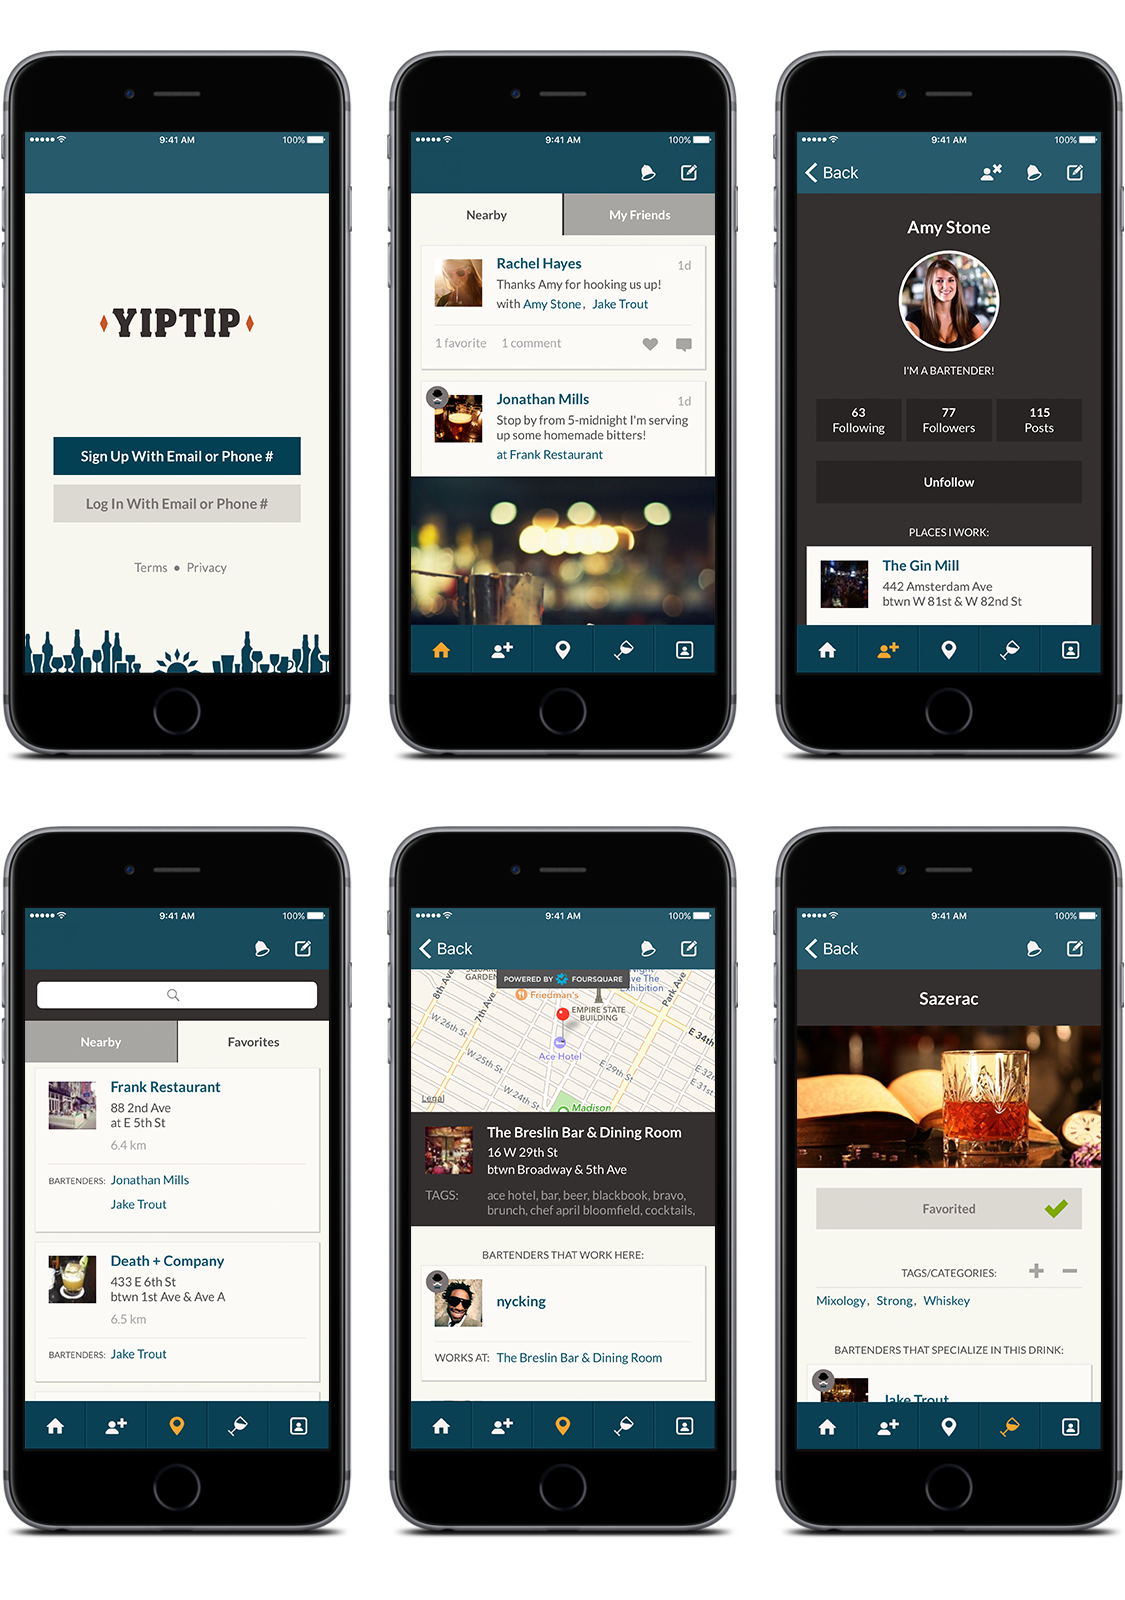 9:41 AM
100%
YIPTIP
Sign Up With Email or Phone #
Log In With Email or Phone #
Terms • Privacy
9:41 AM
100%
Nearby
My Friends
Rachel Hayes
1d
Thanks Amy for hooking us up!
with Amy Stone, Jake Trout
1 favorite 1 comment
Jonathan Mills
1d
Stop by from 5-midnight I'm serving
up some homemade bitters!
at Frank Restaurant
9:41 AM
100%
Back
Amy Stone
I'M A BARTENDER!
63
Following
77
Followers
115
Posts
Unfollow
PLACES I WORK:
The Gin Mill
442 Amsterdam Ave
btwn W 81st & W 82nd St
9:41 AM
100%
Nearby
Favorites
Frank Restaurant
88 2nd Ave
at E 5th St
6.4 km
BARTENDERS: Jonathan Mills
Jake Trout
Death + Company
433 E 6th St
btwn 1st Ave & Ave A
6.5 km
BARTENDERS: Jake Trout
9:41 AM
100%
Back
POWERED BY FOURSQUARE
GARDEN
8th Ave
7th Ave
Friedman's
Exhibition
Park Ave
EMPIRE STATE
BUILDING
W 26th St
W 25th St
W 24th St
Ace Hotel
E 34th
E 29th St
E 32nd
E 31st
Legal
Madison
The Breslin Bar & Dining Room
16 W 29th St
btwn Broadway & 5th Ave
TAGS:
ace hotel, bar, beer, blackbook, bravo,
brunch, chef april bloomfield, cocktails,
BARTENDERS THAT WORK HERE:
nycking
WORKS AT: The Breslin Bar & Dining Room
9:41 AM
100%
Back
Sazerac
Favorited
TAGS/CATEGORIES:
Mixology, Strong, Whiskey
BARTENDERS THAT SPECIALIZE IN THIS DRINK:
Jake Trout